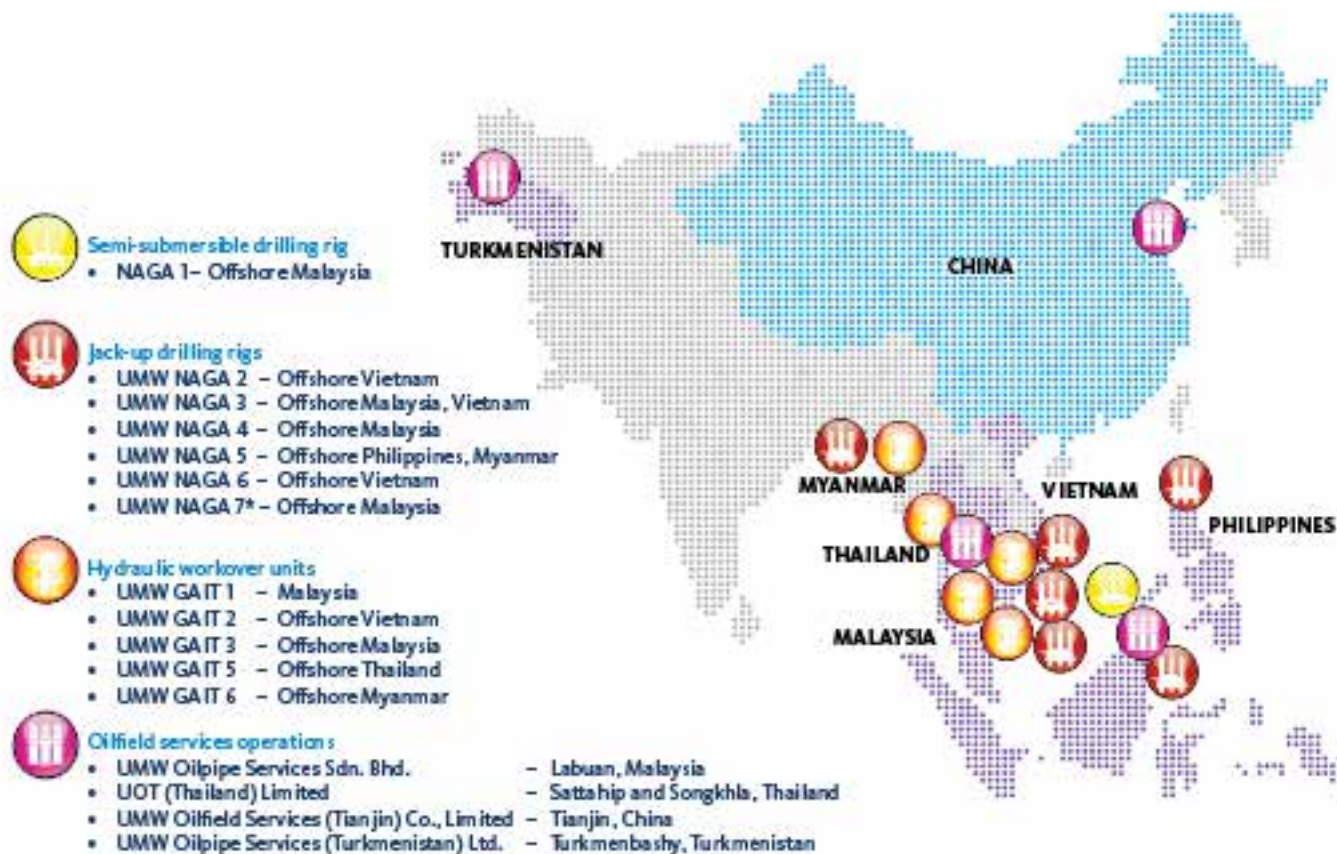 Semi-submersible drilling rig
• NAGA 1 – Offshore Malaysia
Jack-up drilling rigs
• UMW NAGA 2 – Offshore Vietnam
• UMW NAGA 3 – Offshore Malaysia, Vietnam
• UMW NAGA 4 – Offshore Malaysia
• UMW NAGA 5 – Offshore Philippines, Myanmar
• UMW NAGA 6 – Offshore Vietnam
• UMW NAGA 7* – Offshore Malaysia
Hydraulic workover units
• UMW GAIT 1 – Malaysia
• UMW GAIT 2 – Offshore Vietnam
• UMW GAIT 3 – Offshore Malaysia
• UMW GAIT 5 – Offshore Thailand
• UMW GAIT 6 – Offshore Myanmar
Oilfield services operations
• UMW Oilpipe Services Sdn. Bhd. – Labuan, Malaysia
• UOT (Thailand) Limited – Sattahip and Songkhla, Thailand
• UMW Oilfield Services (Tianjin) Co., Limited – Tianjin, China
• UMW Oilpipe Services (Turkmenistan) Ltd. – Turkmenbashy, Turkmenistan
TURKMENISTAN
CHINA
MYANMAR
VIETNAM
PHILIPPINES
THAILAND
MALAYSIA